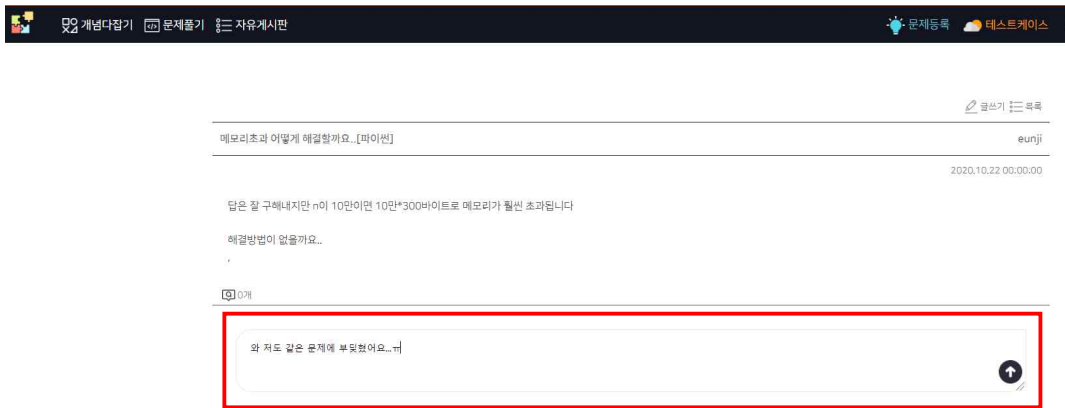 개념다잡기 문제풀기 자유게시판 문제등록 테스트케이스
글쓰기 목록
메모리초과 어떻게 해결할까요..[파이썬] eunji
2020.10.22 00:00:00
답은 잘 구해내지만 n이 10만이면 10만*300바이트로 메모리가 훨씬 초과됩니다
해결방법이 없을까요..
,
0개
와 저도 같은 문제에 부딪혔어요...ㅠ